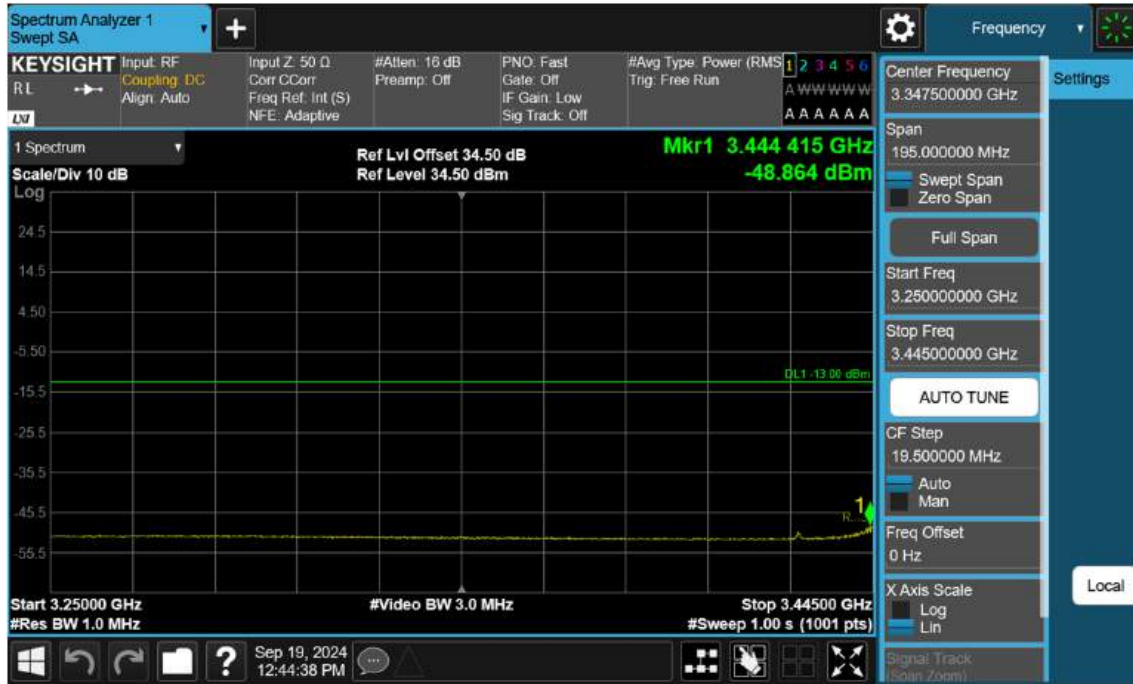 Spectrum Analyzer 1
Swept SA
Frequency
KEYSIGHT
RL
LXI
Input: RF
Coupling: DC
Align: Auto
Input Z: 50 Ω
Corr CCorr
Freq Ref: Int (S)
NFE: Adaptive
#Atten: 16 dB
Preamp: Off
PNO: Fast
Gate: Off
IF Gain: Low
Sig Track: Off
#Avg Type: Power (RMS
Trig: Free Run
1 2 3 4 5 6
A W W W W W
A A A A A A
1 Spectrum
Scale/Div 10 dB
Log
Ref Lvl Offset 34.50 dB
Ref Level 34.50 dBm
Mkr1 3.444 415 GHz
-48.864 dBm
24.5
14.5
4.50
-5.50
DL1 -13.00 dBm
-15.5
-25.5
-35.5
-45.5
1
-55.5
Start 3.25000 GHz
#Res BW 1.0 MHz
#Video BW 3.0 MHz
Stop 3.44500 GHz
#Sweep 1.00 s (1001 pts)
Center Frequency
3.347500000 GHz
Settings
Span
195.000000 MHz
Swept Span
Zero Span
Full Span
Start Freq
3.250000000 GHz
Stop Freq
3.445000000 GHz
AUTO TUNE
CF Step
19.500000 MHz
Auto
Man
Freq Offset
0 Hz
X Axis Scale
Log
Lin
Local
Signal Track
(Span Zoom)
?
Sep 19, 2024
12:44:38 PM